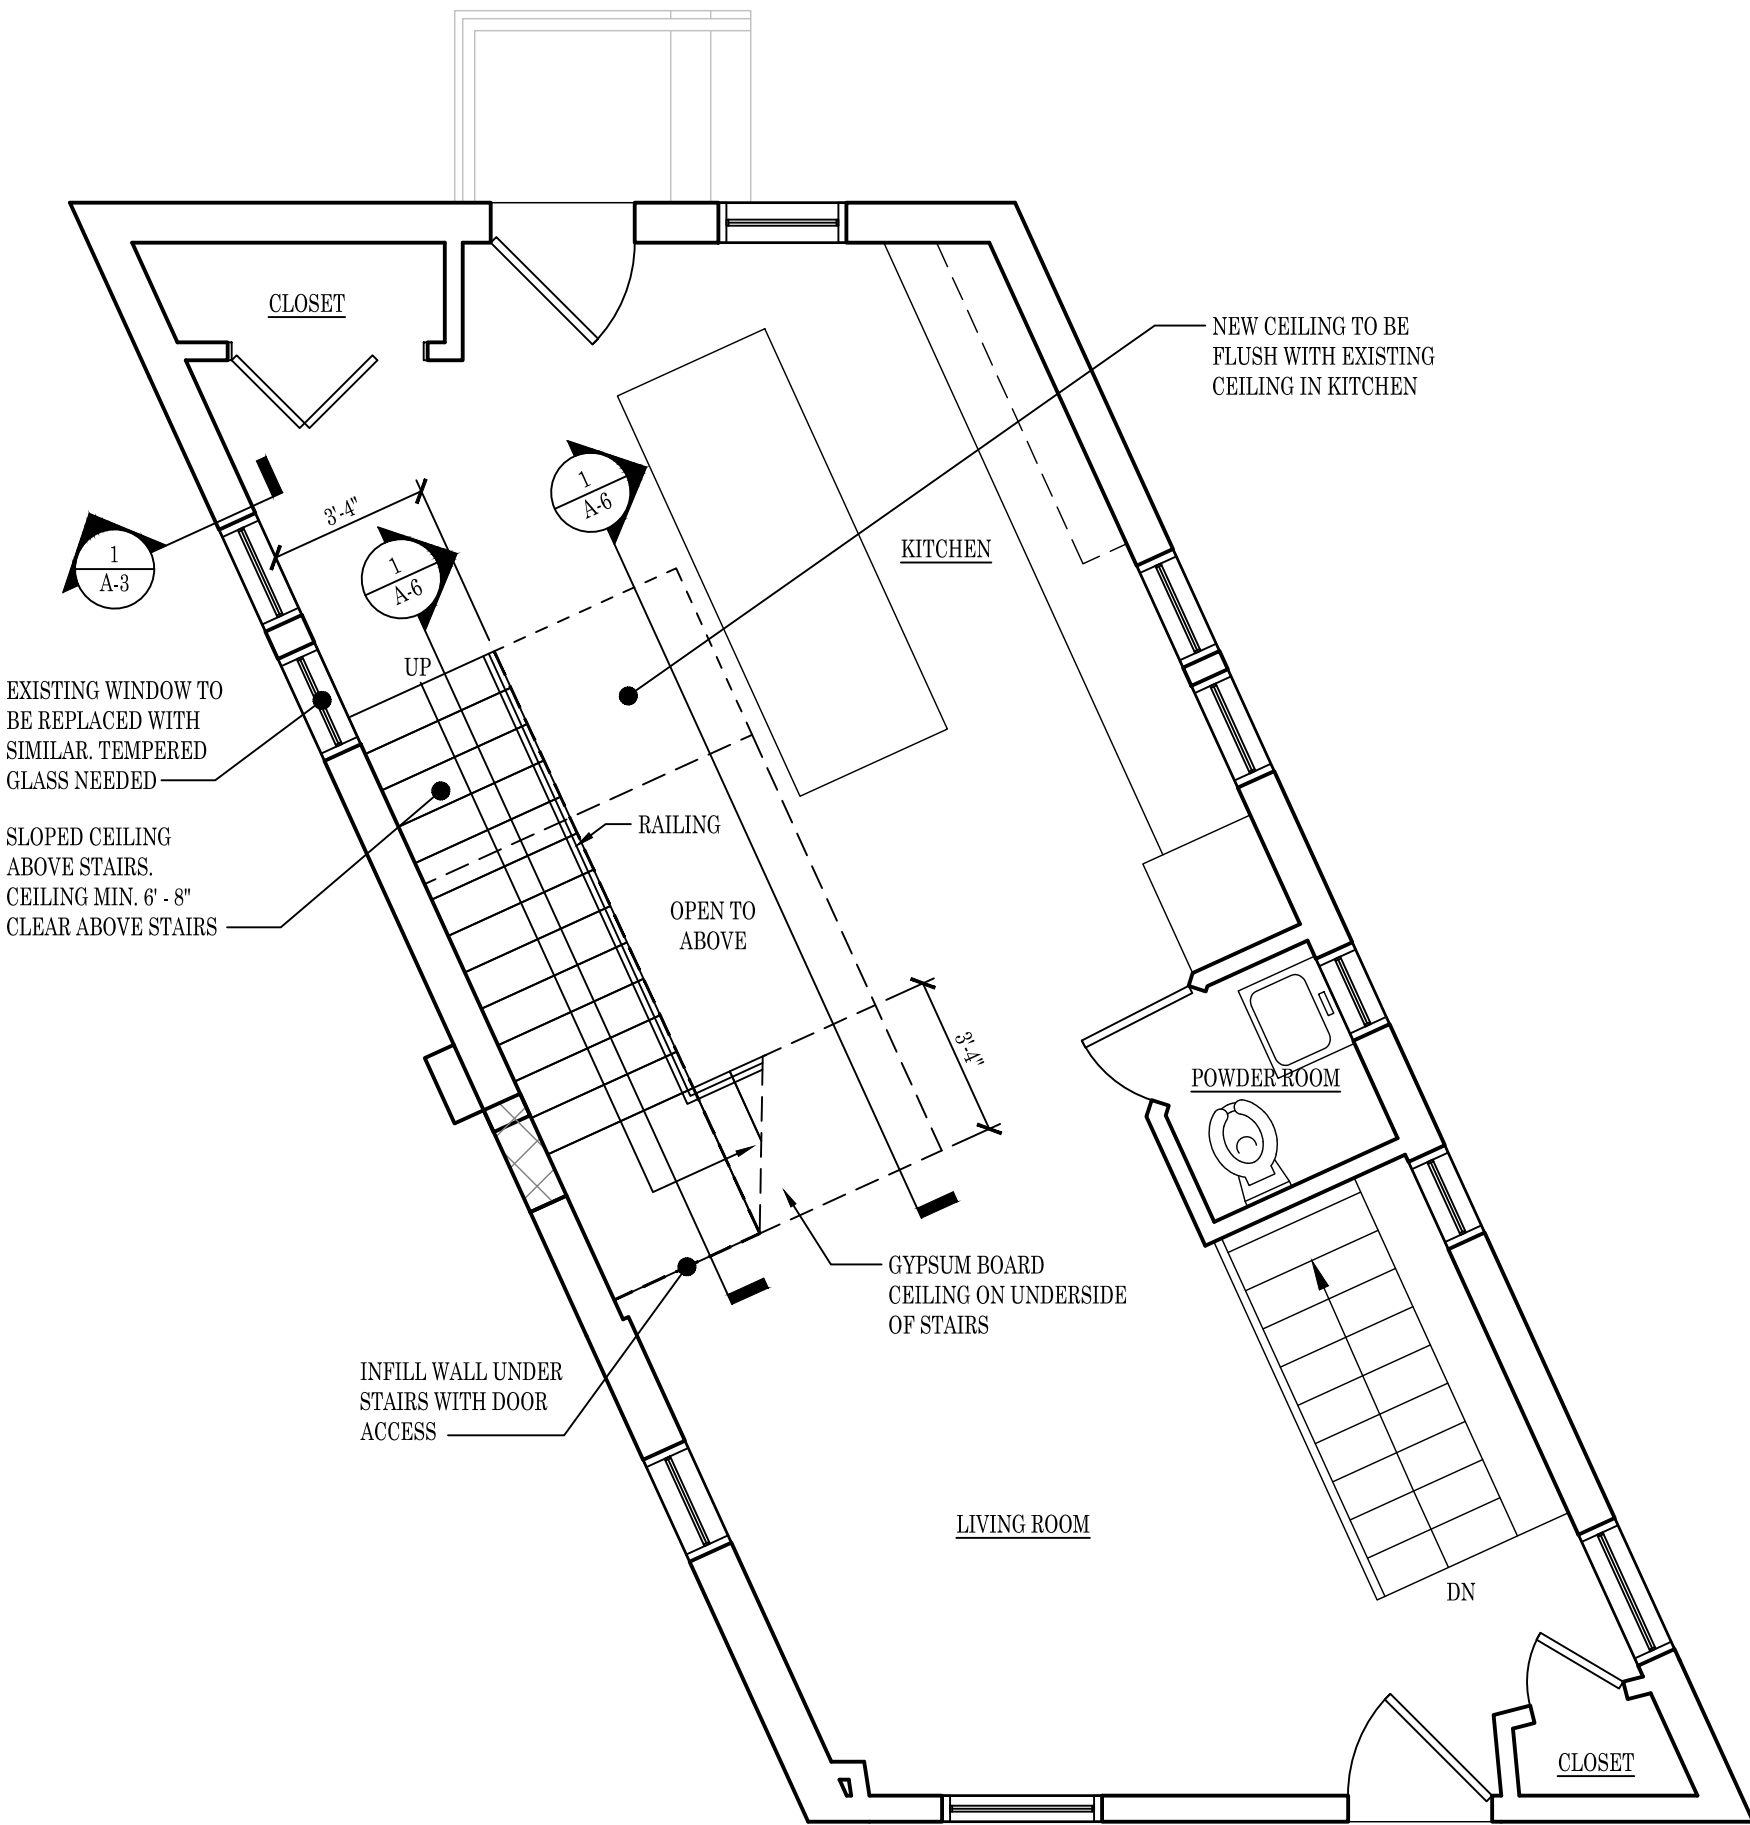 CLOSET
NEW CEILING TO BE
FLUSH WITH EXISTING
CEILING IN KITCHEN
3'-4"
1
A-6
1
A-6
1
A-3
KITCHEN
UP
EXISTING WINDOW TO
BE REPLACED WITH
SIMILAR. TEMPERED
GLASS NEEDED
SLOPED CEILING
ABOVE STAIRS.
CEILING MIN. 6' - 8"
CLEAR ABOVE STAIRS
RAILING
OPEN TO
ABOVE
3'-4"
POWDER ROOM
GYPSUM BOARD
CEILING ON UNDERSIDE
OF STAIRS
INFILL WALL UNDER
STAIRS WITH DOOR
ACCESS
LIVING ROOM
DN
CLOSET